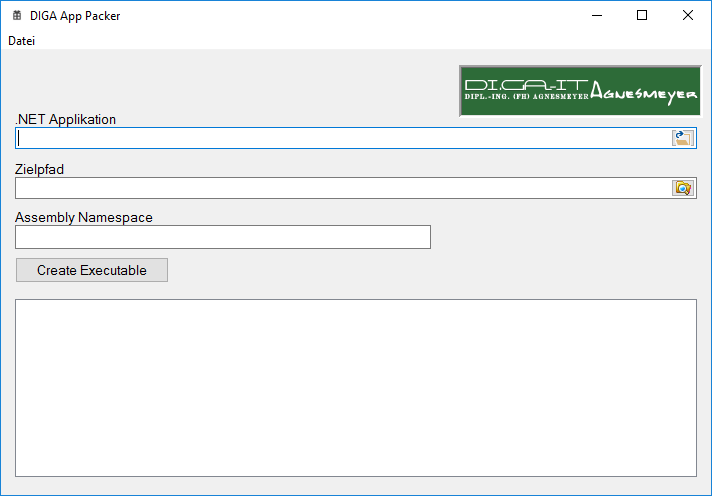 DIGA App Packer
Datei
DI.GA.-IT
DIPL.-ING. (FH) AGNESMEYER
AGNESMEYER
.NET Applikation
Zielpfad
Assembly Namespace
Create Executable